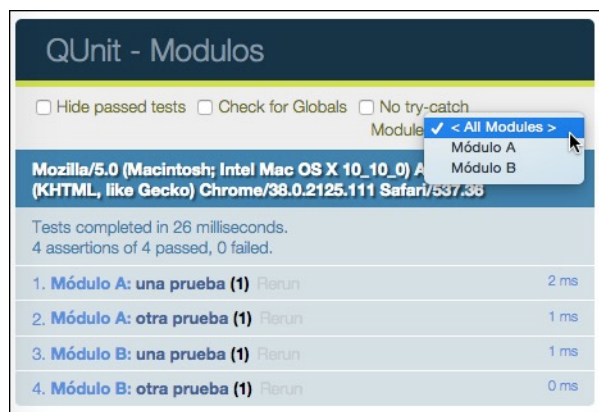 QUnit - Modulos
Hide passed tests Check for Globals No try-catch
Module
< All Modules >
Módulo A
Módulo B
Mozilla/5.0 (Macintosh; Intel Mac OS X 10_10_0)
(KHTML, like Gecko) Chrome/38.0.2125.111 Safari/537.36
Tests completed in 26 milliseconds.
4 assertions of 4 passed, 0 failed.
1. Módulo A: una prueba (1) Rerun 2 ms
2. Módulo A: otra prueba (1) Rerun 1 ms
3. Módulo B: una prueba (1) Rerun 1 ms
4. Módulo B: otra prueba (1) Rerun 0 ms